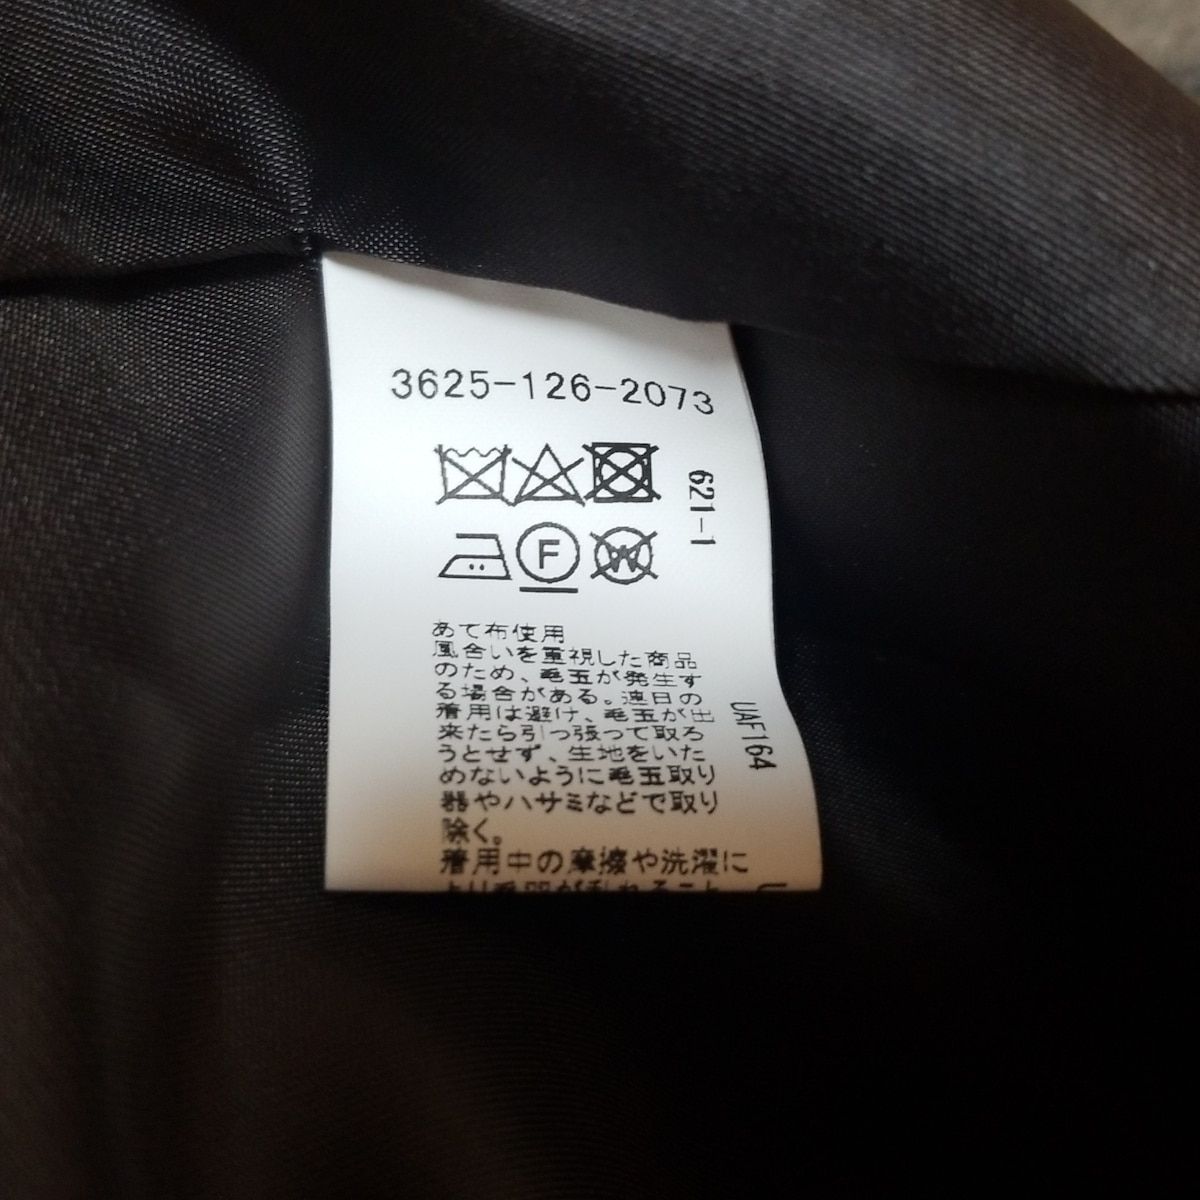 3625-126-2073
621-1
F
W
あて布使用
風合いを重視した商品
のため、毛玉が発生す
る場合がある。連日の
着用は避け、毛玉が出
来たら引っ張って取ろ
うとせず、生地をいた
めないように毛玉取り
器やハサミなどで取り
除く。
着用中の摩擦や洗濯に
UAF164